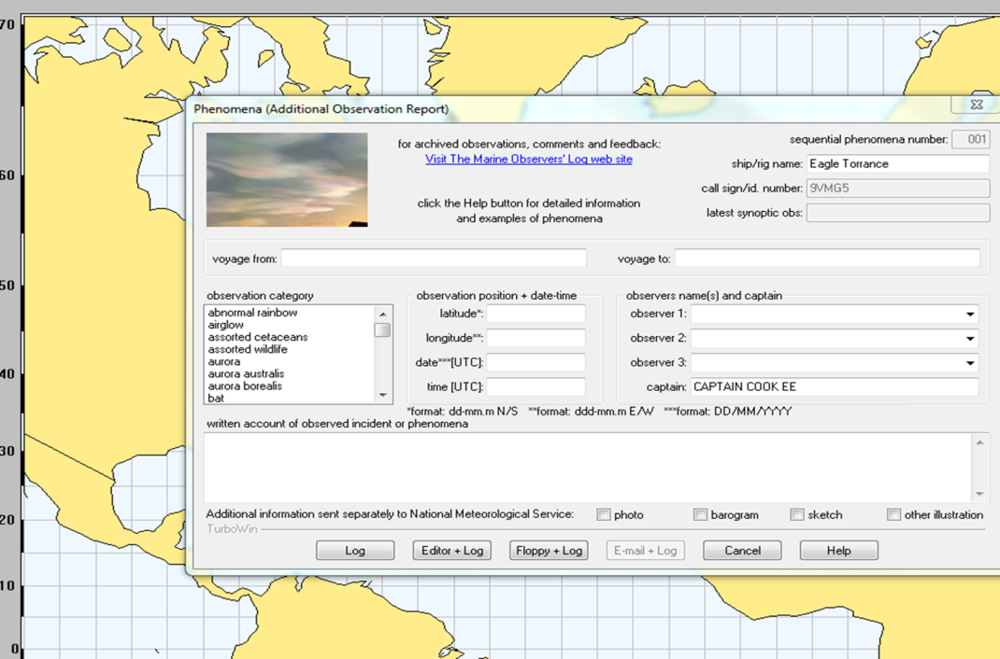 70
60
50
40
30
20
10
0
Phenomena (Additional Observation Report)
for archived observations, comments and feedback:
Visit The Marine Observers' Log web site
click the Help button for detailed information
and examples of phenomena
sequential phenomena number: 001
ship/rig name: Eagle Torrance
call sign/id. number: 9VMG5
latest synoptic obs:
voyage from:
voyage to:
observation category
abnormal rainbow
airglow
assorted cetaceans
assorted wildlife
aurora
aurora australis
aurora borealis
bat
observation position + date-time
latitude*:
longitude**:
date***[UTC]:
time [UTC]:
observers name(s) and captain
observer 1:
observer 2:
observer 3:
captain: CAPTAIN COOK EE
*format: dd-mm.m N/S **format: ddd-mm.m E/W ***format: DD/MM/YYYY
written account of observed incident or phenomena
Additional information sent separately to National Meteorological Service: photo barogram sketch other illustration
TurboWin
Log Editor + Log Floppy + Log E-mail + Log Cancel Help